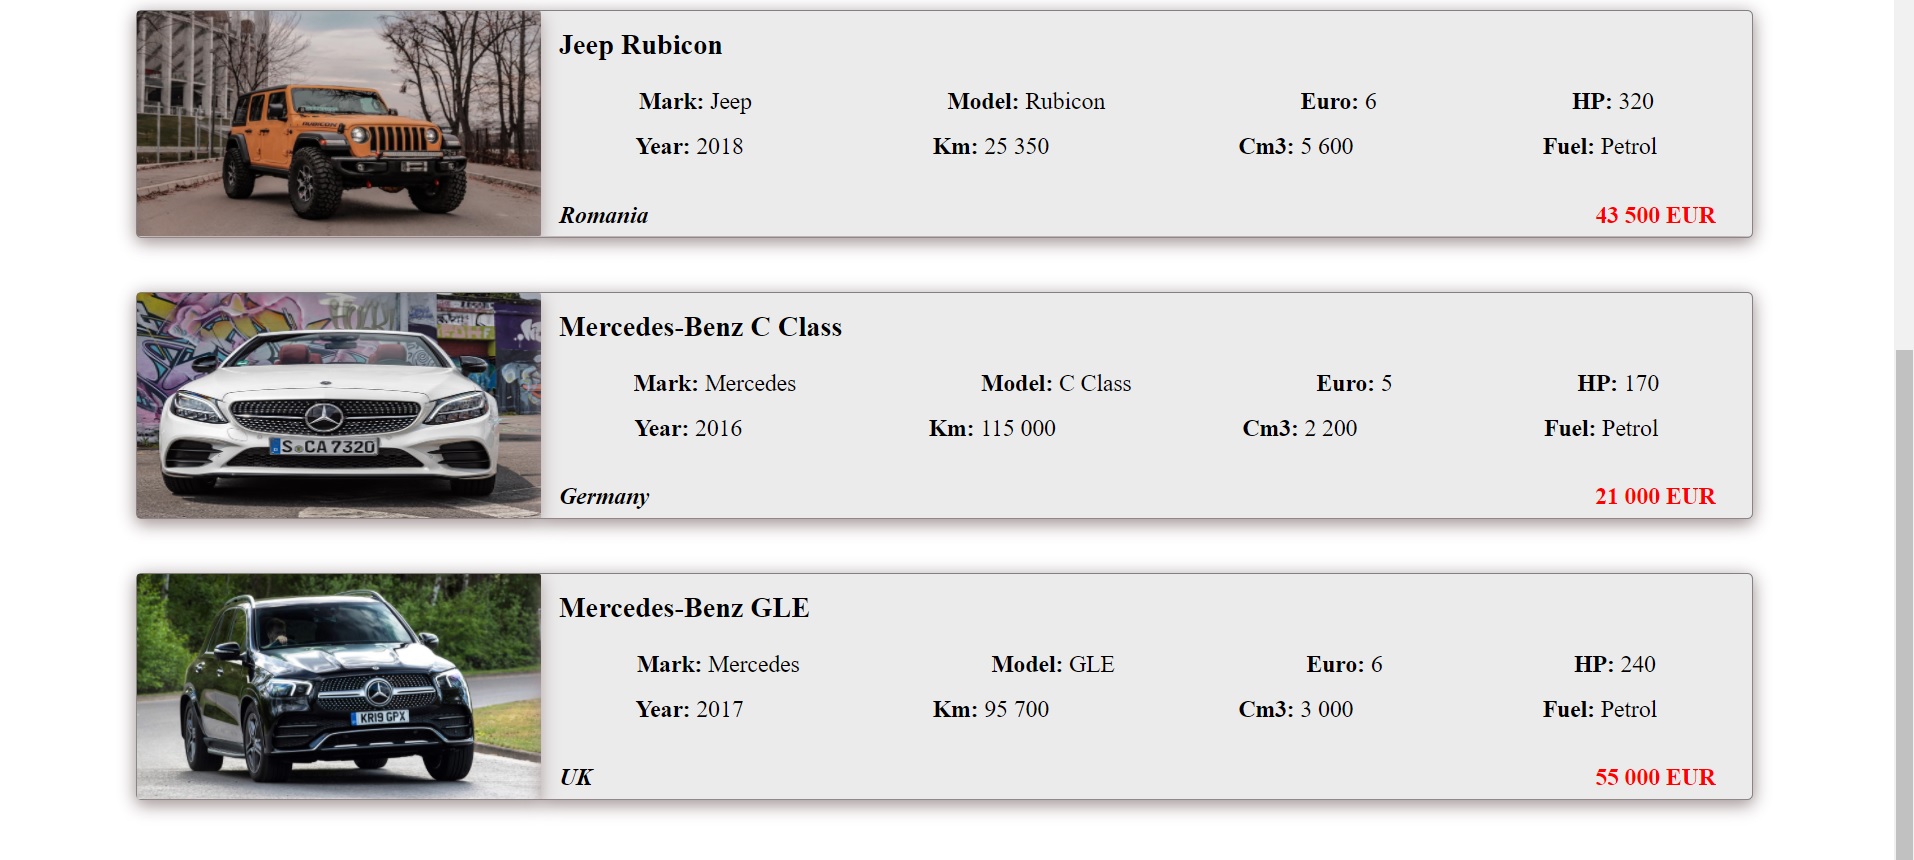 Jeep Rubicon
Mark: Jeep Model: Rubicon Euro: 6 HP: 320
Year: 2018 Km: 25 350 Cm3: 5 600 Fuel: Petrol
Romania 43 500 EUR
RUBICON
Mercedes-Benz C Class
Mark: Mercedes Model: C Class Euro: 5 HP: 170
Year: 2016 Km: 115 000 Cm3: 2 200 Fuel: Petrol
Germany 21 000 EUR
S CA 7320
Mercedes-Benz GLE
Mark: Mercedes Model: GLE Euro: 6 HP: 240
Year: 2017 Km: 95 700 Cm3: 3 000 Fuel: Petrol
UK 55 000 EUR
KR19 GPX